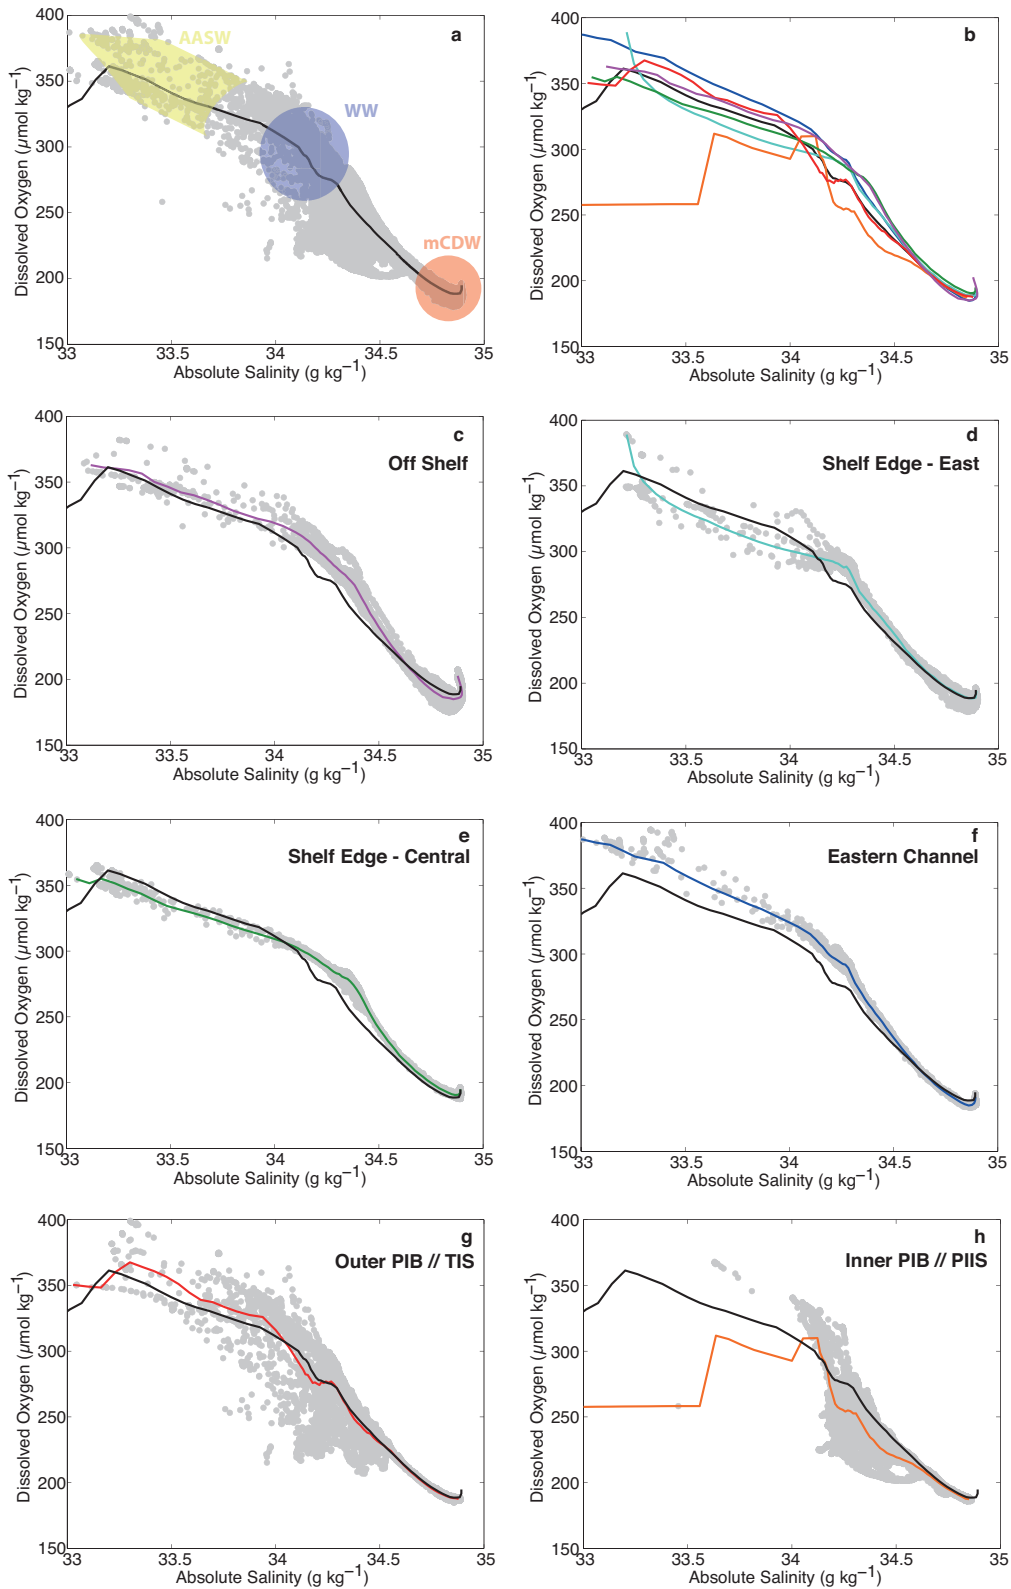 a
AASW
WW
mCDW
400
350
300
250
200
150
33
33.5
34
34.5
35
Dissolved Oxygen (µmol kg⁻¹)
Absolute Salinity (g kg⁻¹)
b
400
350
300
250
200
150
33
33.5
34
34.5
35
Dissolved Oxygen (µmol kg⁻¹)
Absolute Salinity (g kg⁻¹)
c
Off Shelf
400
350
300
250
200
150
33
33.5
34
34.5
35
Dissolved Oxygen (µmol kg⁻¹)
Absolute Salinity (g kg⁻¹)
d
Shelf Edge - East
400
350
300
250
200
150
33
33.5
34
34.5
35
Dissolved Oxygen (µmol kg⁻¹)
Absolute Salinity (g kg⁻¹)
e
Shelf Edge - Central
400
350
300
250
200
150
33
33.5
34
34.5
35
Dissolved Oxygen (µmol kg⁻¹)
Absolute Salinity (g kg⁻¹)
f
Eastern Channel
400
350
300
250
200
150
33
33.5
34
34.5
35
Dissolved Oxygen (µmol kg⁻¹)
Absolute Salinity (g kg⁻¹)
g
Outer PIB // TIS
400
350
300
250
200
150
33
33.5
34
34.5
35
Dissolved Oxygen (µmol kg⁻¹)
Absolute Salinity (g kg⁻¹)
h
Inner PIB // PIIS
400
350
300
250
200
150
33
33.5
34
34.5
35
Dissolved Oxygen (µmol kg⁻¹)
Absolute Salinity (g kg⁻¹)